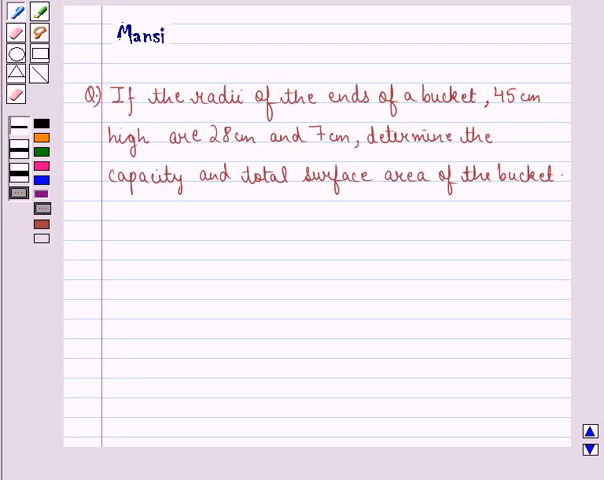 Mansi
Q) If the radii of the ends of a bucket, 45 cm
high are 28 cm and 7 cm, determine the
capacity and total surface area of the bucket.